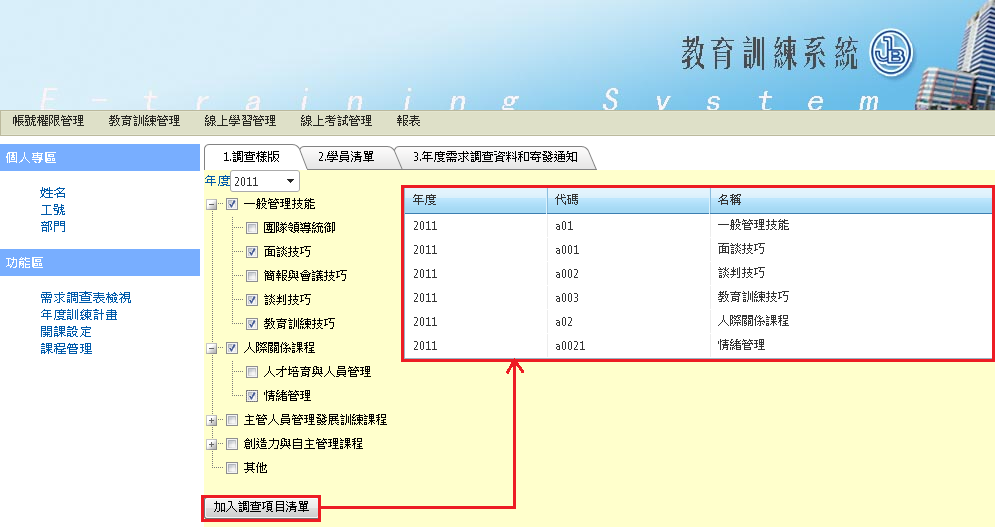 教育訓練系統 JB
E-training System
帳號權限管理 教育訓練管理 線上學習管理 線上考試管理 報表
個人專區
姓名
工號
部門
功能區
需求調查表檢視
年度訓練計畫
開課設定
課程管理
1.調查樣版 2.學員清單 3.年度需求調查資料和寄發通知
年度 2011
一般管理技能
團隊領導統御
面談技巧
簡報與會議技巧
談判技巧
教育訓練技巧
人際關係課程
人才培育與人員管理
情緒管理
主管人員管理發展訓練課程
創造力與自主管理課程
其他
加入調查項目清單
年度 代碼 名稱
2011 a01 一般管理技能
2011 a001 面談技巧
2011 a002 談判技巧
2011 a003 教育訓練技巧
2011 a02 人際關係課程
2011 a0021 情緒管理